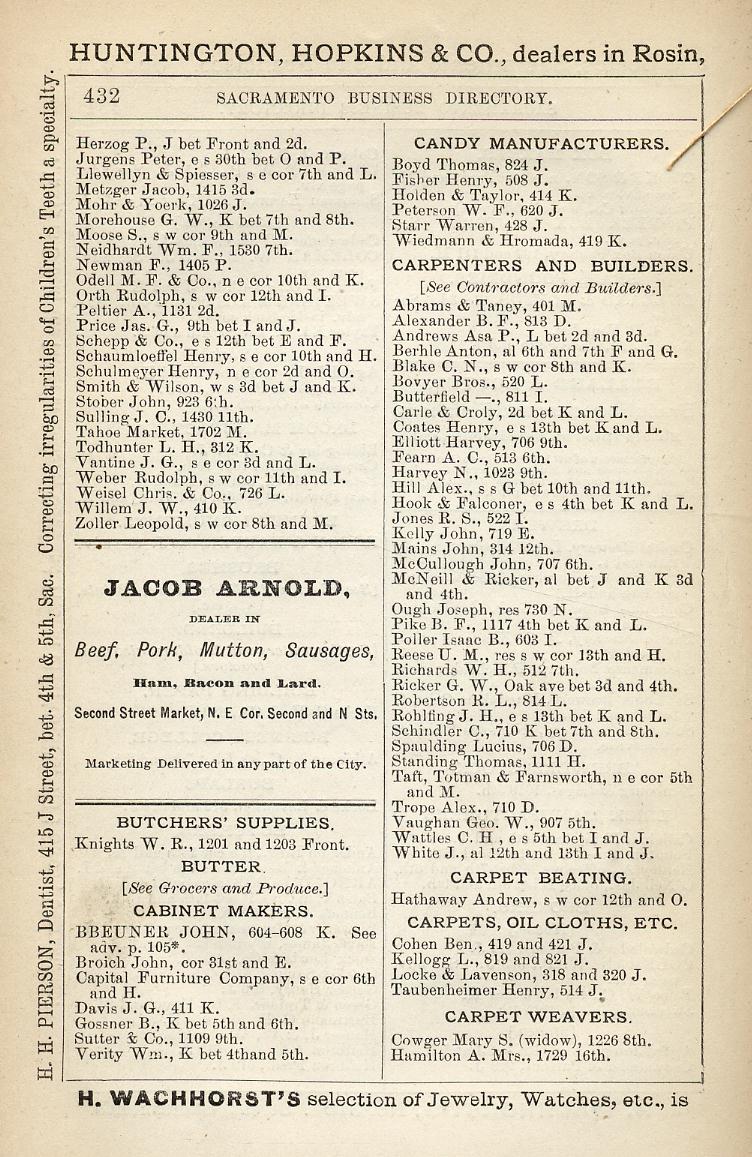 HUNTINGTON, HOPKINS & CO., dealers in Rosin,
432 SACRAMENTO BUSINESS DIRECTORY.
H. H. PIERSON, Dentist, 415 J Street, bet. 4th & 5th, Sac. Correcting irregularities of Children's Teeth a specialty.
Herzog P., J bet Front and 2d.
Jurgens Peter, e s 30th bet O and P.
Llewellyn & Spiesser, s e cor 7th and L.
Metzger Jacob, 1415 3d.
Mohr & Yoerk, 1026 J.
Morehouse G. W., K bet 7th and 8th.
Moose S., s w cor 9th and M.
Neidhardt Wm. F., 1530 7th.
Newman F., 1405 P.
Odell M. F. & Co., n e cor 10th and K.
Orth Rudolph, s w cor 12th and I.
Peltier A., 1131 2d.
Price Jas. G., 9th bet I and J.
Schepp & Co., e s 12th bet E and F.
Schaumloeffel Henry, s e cor 10th and H.
Schulmeyer Henry, n e cor 2d and O.
Smith & Wilson, w s 3d bet J and K.
Stober John, 923 6th.
Sulling J. C., 1430 11th.
Tahoe Market, 1702 M.
Todhunter L. H., 312 K.
Vantine J. G., s e cor 3d and L.
Weber Rudolph, s w cor 11th and I.
Weisel Chris. & Co., 726 L.
Willem J. W., 410 K.
Zoller Leopold, s w cor 8th and M.
JACOB ARNOLD,
DEALER IN
Beef, Pork, Mutton, Sausages,
Ham, Bacon and Lard.
Second Street Market, N. E Cor. Second and N Sts.
Marketing Delivered in any part of the City.
BUTCHERS' SUPPLIES.
Knights W. R., 1201 and 1203 Front.
BUTTER.
[See Grocers and Produce.]
CABINET MAKERS.
BBEUNER JOHN, 604-608 K. See
adv. p. 105*.
Broich John, cor 31st and E.
Capital Furniture Company, s e cor 6th
and H.
Davis J. G., 411 K.
Gossner B., K bet 5th and 6th.
Sutter & Co., 1109 9th.
Verity Wm., K bet 4thand 5th.
CANDY MANUFACTURERS.
Boyd Thomas, 824 J.
Fisher Henry, 508 J.
Holden & Taylor, 414 K.
Peterson W. F., 620 J.
Starr Warren, 428 J.
Wiedmann & Hromada, 419 K.
CARPENTERS AND BUILDERS.
[See Contractors and Builders.]
Abrams & Taney, 401 M.
Alexander B. F., 813 D.
Andrews Asa P., L bet 2d and 3d.
Berhle Anton, al 6th and 7th F and G.
Blake C. N., s w cor 8th and K.
Bovyer Bros., 520 L.
Butterfield —., 811 I.
Carle & Croly, 2d bet K and L.
Coates Henry, e s 13th bet K and L.
Elliott Harvey, 706 9th.
Fearn A. C., 513 6th.
Harvey N., 1023 9th.
Hill Alex., s s G bet 10th and 11th.
Hook & Falconer, e s 4th bet K and L.
Jones R. S., 522 I.
Kelly John, 719 E.
Mains John, 314 12th.
McCullough John, 707 6th.
McNeill & Ricker, al bet J and K 3d
and 4th.
Ough Joseph, res 730 N.
Pike B. F., 1117 4th bet K and L.
Poller Isaac B., 603 I.
Reese U. M., res s w cor 13th and H.
Richards W. H., 512 7th.
Ricker G. W., Oak ave bet 3d and 4th.
Robertson R. L., 814 L.
Rohlfing J. H., e s 13th bet K and L.
Schindler C., 710 K bet 7th and 8th.
Spaulding Lucius, 706 D.
Standing Thomas, 1111 H.
Taft, Totman & Farnsworth, n e cor 5th
and M.
Trope Alex., 710 D.
Vaughan Geo. W., 907 5th.
Wattles C. H , e s 5th bet I and J.
White J., al 12th and 13th I and J.
CARPET BEATING.
Hathaway Andrew, s w cor 12th and O.
CARPETS, OIL CLOTHS, ETC.
Cohen Ben., 419 and 421 J.
Kellogg L., 819 and 821 J.
Locke & Lavenson, 318 and 320 J.
Taubenheimer Henry, 514 J.
CARPET WEAVERS.
Cowger Mary S. (widow), 1226 8th.
Hamilton A. Mrs., 1729 16th.
H. WACHHORST'S selection of Jewelry, Watches, etc., is